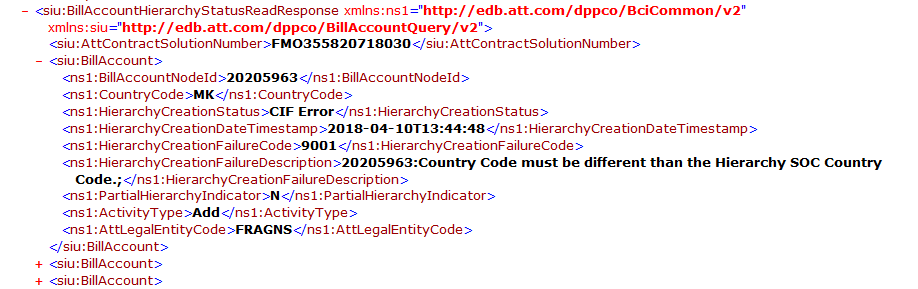 - <siu:BillAccountHierarchyStatusReadResponse xmlns:ns1="http://edb.att.com/dppco/BciCommon/v2"
xmlns:siu="http://edb.att.com/dppco/BillAccountQuery/v2">
<siu:AttContractSolutionNumber>FMO355820718030</siu:AttContractSolutionNumber>
- <siu:BillAccount>
<ns1:BillAccountNodeId>20205963</ns1:BillAccountNodeId>
<ns1:CountryCode>MK</ns1:CountryCode>
<ns1:HierarchyCreationStatus>CIF Error</ns1:HierarchyCreationStatus>
<ns1:HierarchyCreationDateTimestamp>2018-04-10T13:44:48</ns1:HierarchyCreationDateTimestamp>
<ns1:HierarchyCreationFailureCode>9001</ns1:HierarchyCreationFailureCode>
<ns1:HierarchyCreationFailureDescription>20205963:Country Code must be different than the Hierarchy SOC Country
Code.;</ns1:HierarchyCreationFailureDescription>
<ns1:PartialHierarchyIndicator>N</ns1:PartialHierarchyIndicator>
<ns1:ActivityType>Add</ns1:ActivityType>
<ns1:AttLegalEntityCode>FRAGNS</ns1:AttLegalEntityCode>
</siu:BillAccount>
+ <siu:BillAccount>
+ <siu:BillAccount>